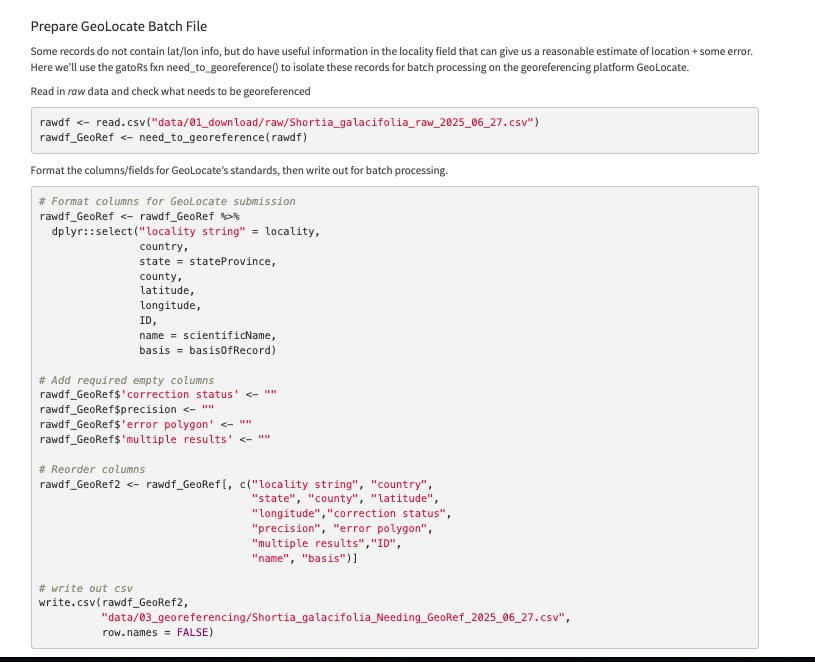 Prepare GeoLocate Batch File
Some records do not contain lat/lon info, but do have useful information in the locality field that can give us a reasonable estimate of location + some error.
Here we'll use the gatoRs fxn need_to_georeference() to isolate these records for batch processing on the georeferencing platform GeoLocate.
Read in raw data and check what needs to be georeferenced
rawdf <- read.csv("data/01_download/raw/Shortia_galacifolia_raw_2025_06_27.csv")
rawdf_GeoRef <- need_to_georeference(rawdf)
Format the columns/fields for GeoLocate's standards, then write out for batch processing.
# Format columns for GeoLocate submission
rawdf_GeoRef <- rawdf_GeoRef %>%
  dplyr::select("locality string" = locality,
                country,
                state = stateProvince,
                county,
                latitude,
                longitude,
                ID,
                name = scientificName,
                basis = basisOfRecord)
# Add required empty columns
rawdf_GeoRef$'correction status' <- ""
rawdf_GeoRef$precision <- ""
rawdf_GeoRef$'error polygon' <- ""
rawdf_GeoRef$'multiple results' <- ""
# Reorder columns
rawdf_GeoRef2 <- rawdf_GeoRef[, c("locality string", "country",
                                  "state", "county", "latitude",
                                  "longitude","correction status",
                                  "precision", "error polygon",
                                  "multiple results","ID",
                                  "name", "basis")]
# write out csv
write.csv(rawdf_GeoRef2,
          "data/03_georeferencing/Shortia_galacifolia_Needing_GeoRef_2025_06_27.csv",
          row.names = FALSE)